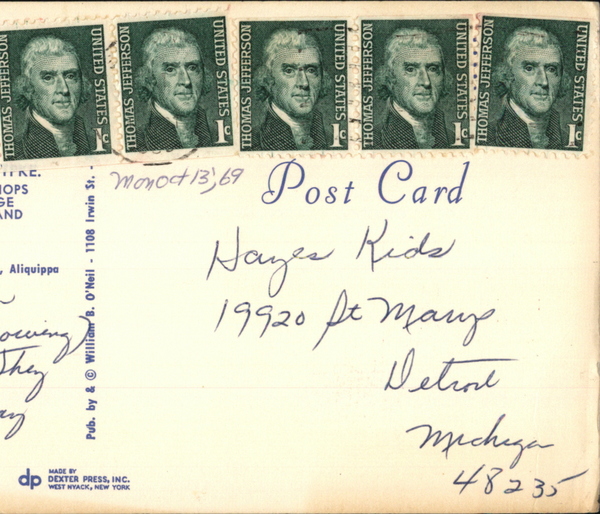 THOMAS JEFFERSON UNITED STATES 1c
THOMAS JEFFERSON UNITED STATES 1c
THOMAS JEFFERSON UNITED STATES 1c
THOMAS JEFFERSON UNITED STATES 1c
THOMAS JEFFERSON UNITED STATES 1c
Mon Oct 13, '69
Post Card
HOPS
GE
AND
, Aliquippa
They
Pub. by & © William B. O'Neil - 1108 Irwin St. -
Hayes Kids
19920 St Marys
Detroit
Michigan
48235
dp MADE BY
DEXTER PRESS, INC.
WEST NYACK, NEW YORK